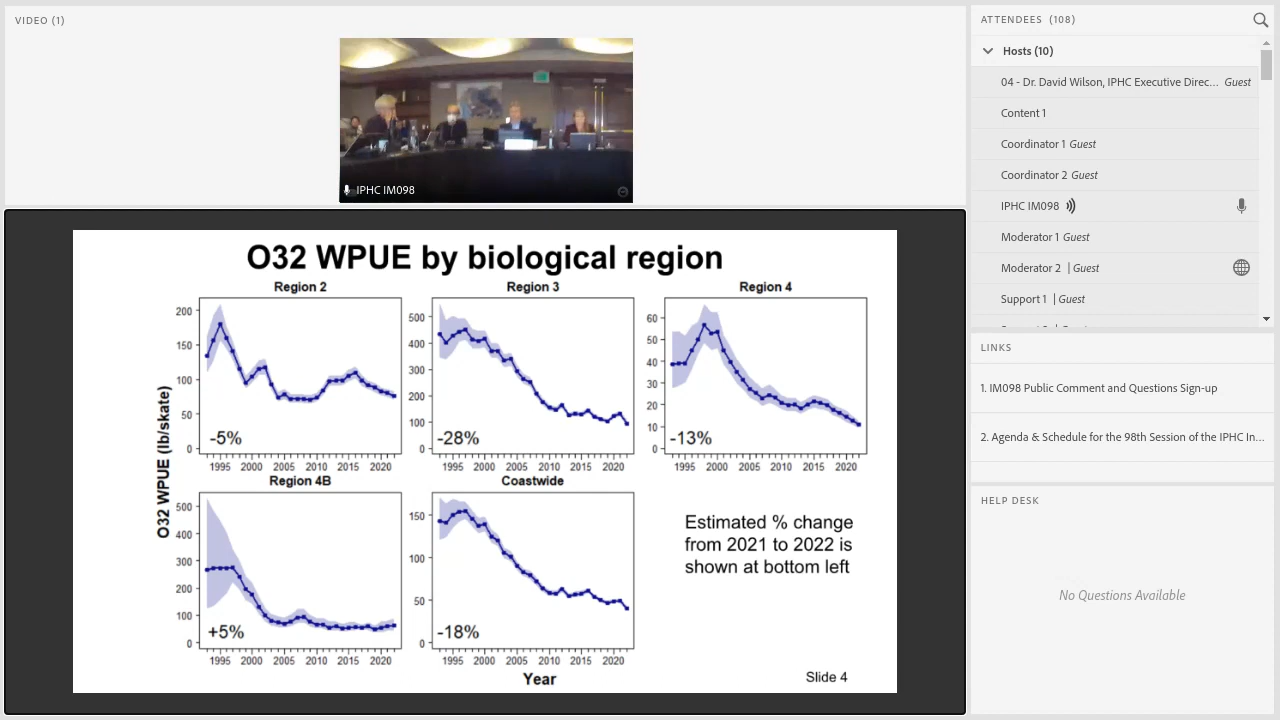 VIDEO (1)
IPHC IM098
O32 WPUE by biological region
Region 2
Region 3
Region 4
200
150
100
50
0
-5%
1995 2000 2005 2010 2015 2020
500
400
300
200
100
0
-28%
1995 2000 2005 2010 2015 2020
60
50
40
30
20
10
0
-13%
1995 2000 2005 2010 2015 2020
O32 WPUE (lb/skate)
Region 4B
Coastwide
500
400
300
200
100
0
+5%
1995 2000 2005 2010 2015 2020
150
100
50
0
-18%
1995 2000 2005 2010 2015 2020
Estimated % change
from 2021 to 2022 is
shown at bottom left
Year
Slide 4
ATTENDEES (108)
Hosts (10)
04 - Dr. David Wilson, IPHC Executive Direc... Guest
Content 1
Coordinator 1 Guest
Coordinator 2 Guest
IPHC IM098
Moderator 1 Guest
Moderator 2 | Guest
Support 1 | Guest
LINKS
1. IM098 Public Comment and Questions Sign-up
2. Agenda & Schedule for the 98th Session of the IPHC In...
HELP DESK
No Questions Available